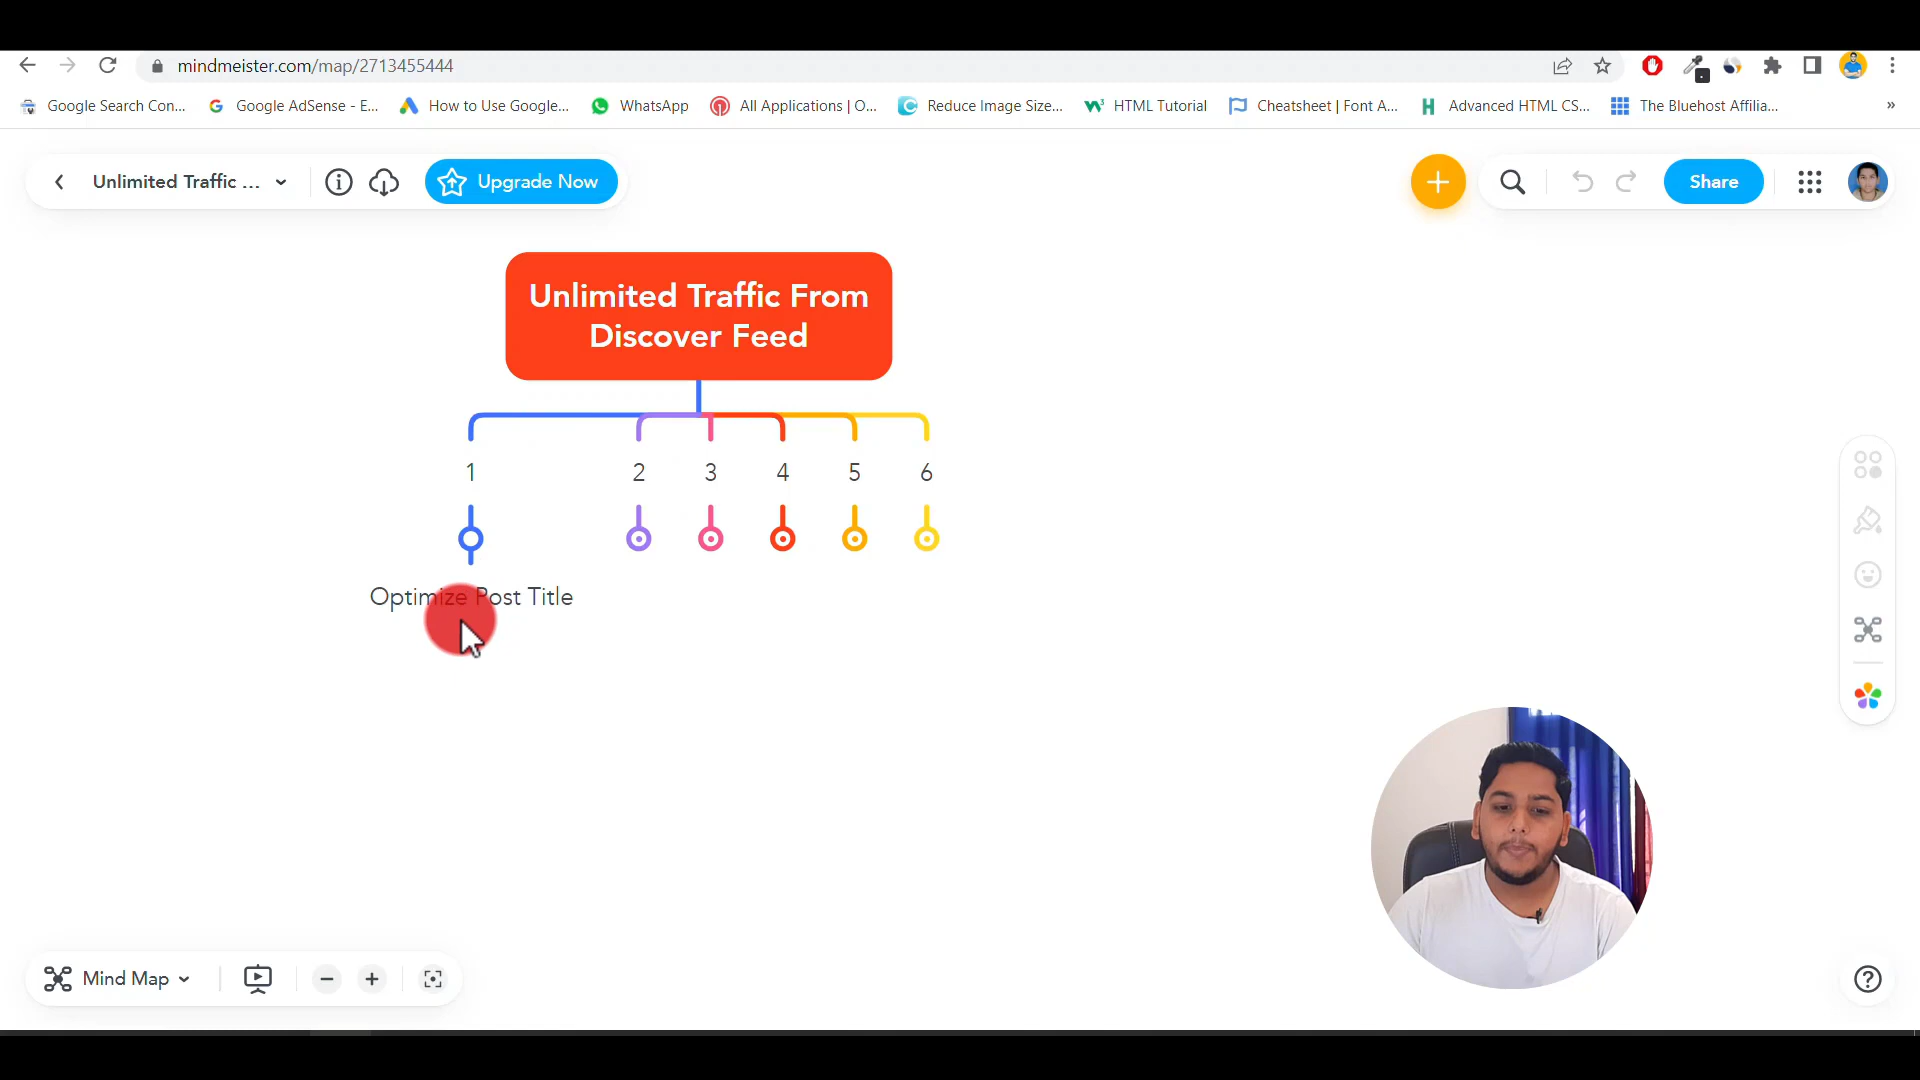 mindmeister.com/map/2713455444
Google Search Con... Google AdSense - E... How to Use Google... WhatsApp All Applications | O... Reduce Image Size... HTML Tutorial Cheatsheet | Font A... Advanced HTML CS... The Bluehost Affilia... »
Unlimited Traffic ... Upgrade Now Share
Unlimited Traffic From
Discover Feed
1 2 3 4 5 6
Optimize Post Title
Mind Map